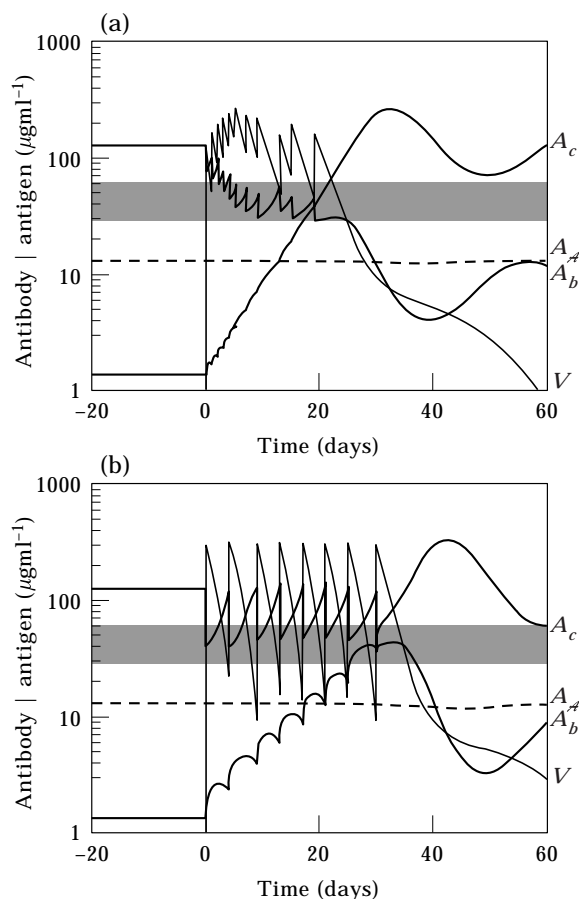 (a)
1000
100
10
1
Antibody | antigen (μgml⁻¹)
A_c
A_A
A_b
V
−20
0
20
40
60
Time (days)
(b)
1000
100
10
1
Antibody | antigen (μgml⁻¹)
A_c
A_A
A_b
V
−20
0
20
40
60
Time (days)